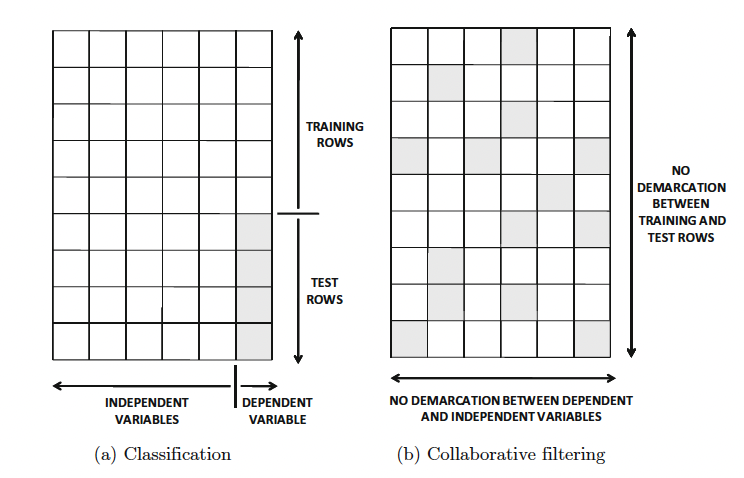 TRAINING
ROWS
TEST
ROWS
INDEPENDENT
VARIABLES
DEPENDENT
VARIABLE
(a) Classification
NO
DEMARCATION
BETWEEN
TRAINING AND
TEST ROWS
NO DEMARCATION BETWEEN DEPENDENT
AND INDEPENDENT VARIABLES
(b) Collaborative filtering